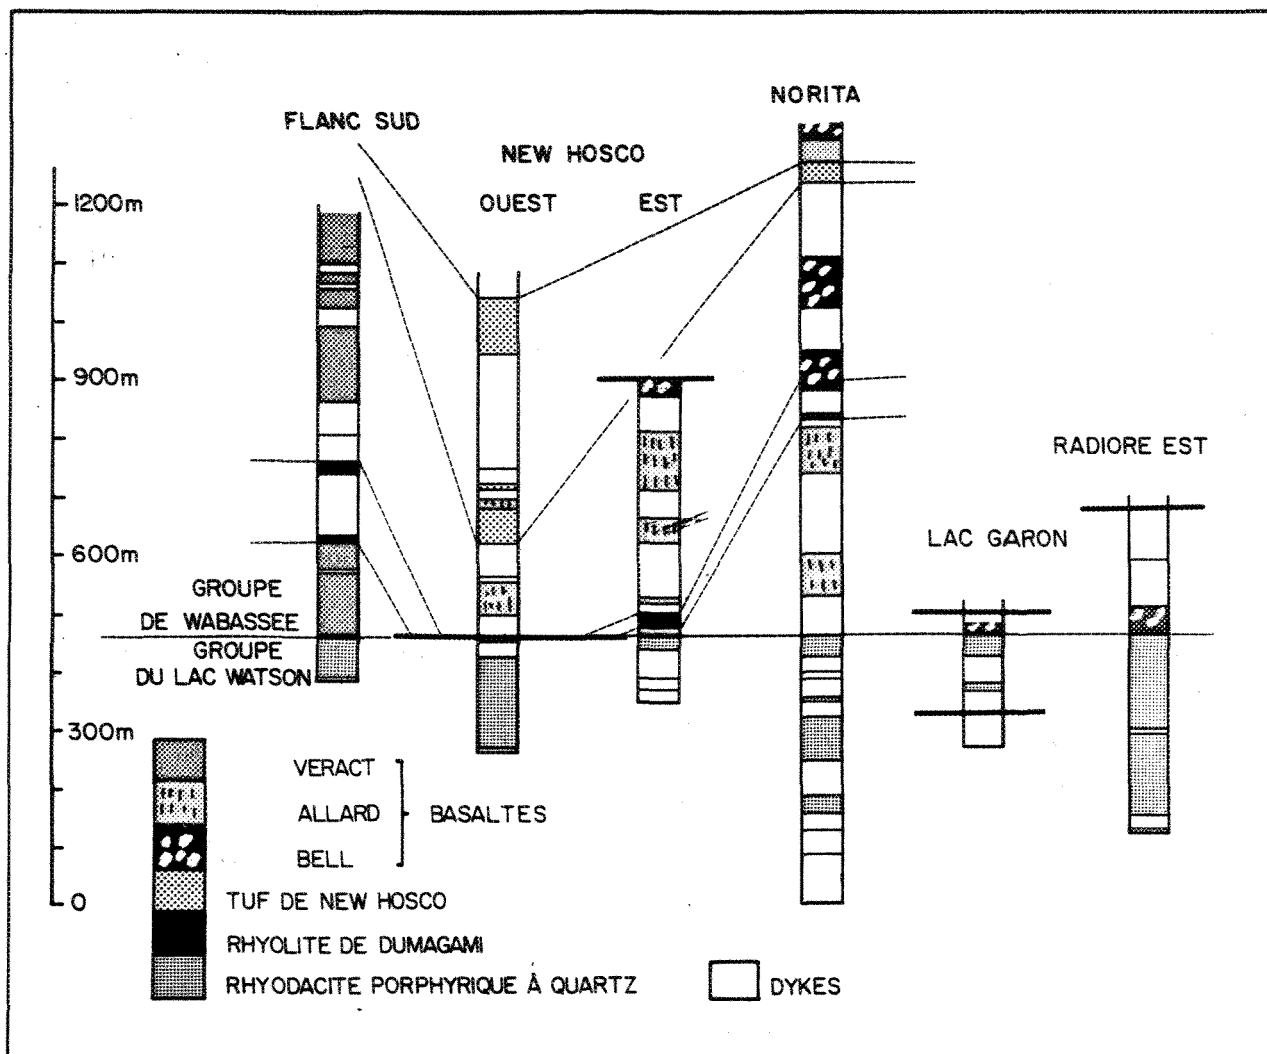 NORITA
FLANC SUD
NEW HOSCO
OUEST
EST
1200m
900m
600m
300m
0
RADIORE EST
LAC GARON
GROUPE
DE WABASSEE
GROUPE
DU LAC WATSON
VERACT
ALLARD
BELL
BASALTES
TUF DE NEW HOSCO
RHYOLITE DE DUMAGAMI
RHYODACITE PORPHYRIQUE À QUARTZ
DYKES